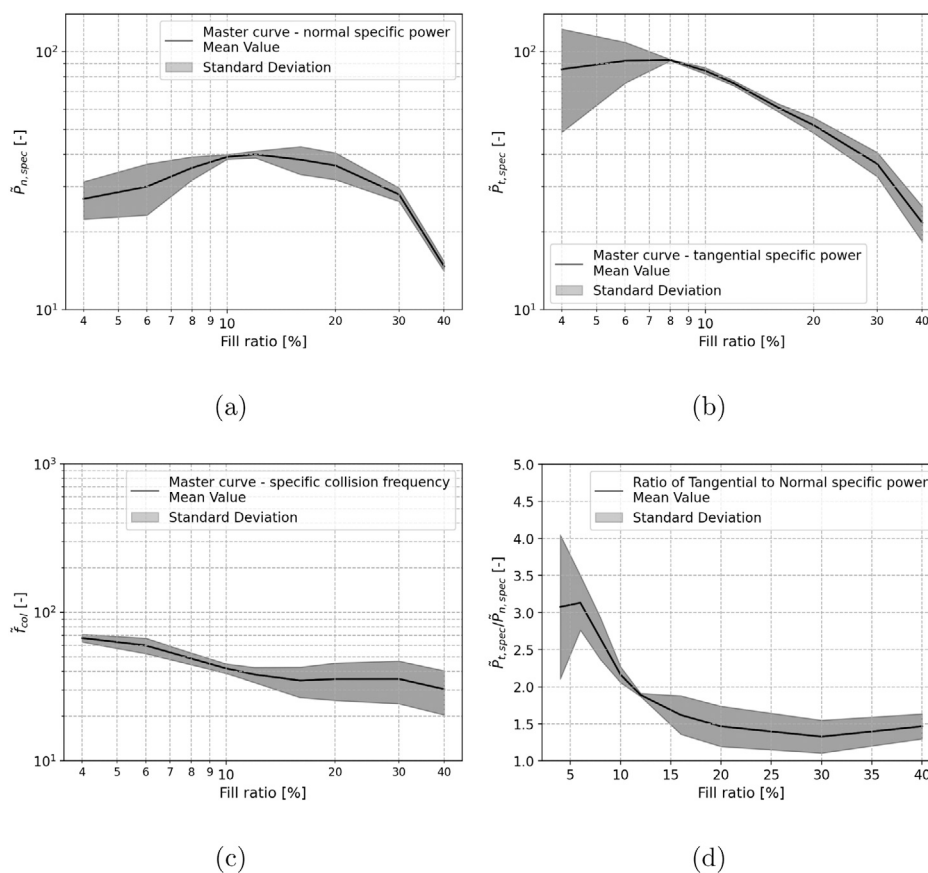 10²
Master curve - normal specific power
Mean Value
Standard Deviation
P̃n,spec [-]
10¹
4 5 6 7 8 9 10 20 30 40
Fill ratio [%]
(a)
10²
P̃t,spec [-]
Master curve - tangential specific power
Mean Value
Standard Deviation
10¹
4 5 6 7 8 9 10 20 30 40
Fill ratio [%]
(b)
10³
Master curve - specific collision frequency
Mean Value
Standard Deviation
f̃col [-]
10²
10¹
4 5 6 7 8 9 10 20 30 40
Fill ratio [%]
(c)
5.0
Ratio of Tangential to Normal specific power
Mean Value
Standard Deviation
4.5
4.0
3.5
P̃t,spec/P̃n,spec [-]
3.0
2.5
2.0
1.5
1.0
5 10 15 20 25 30 35 40
Fill ratio [%]
(d)